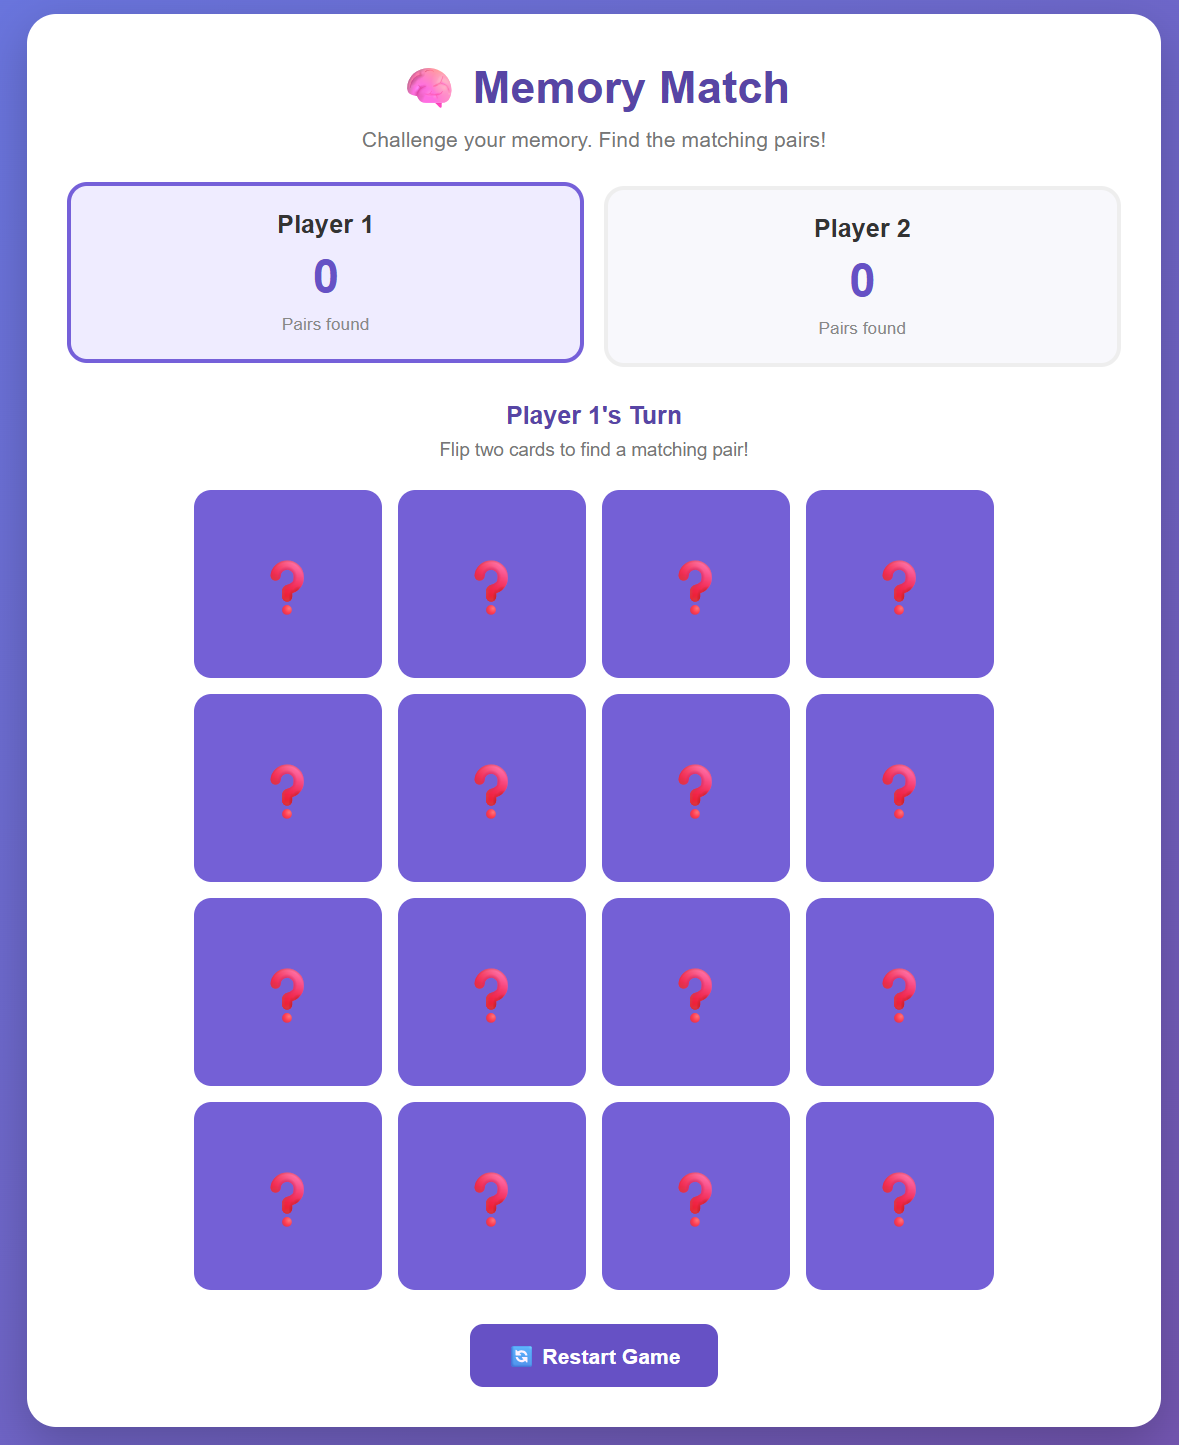 🧠 Memory Match
Challenge your memory. Find the matching pairs!
Player 1
0
Pairs found
Player 2
0
Pairs found
Player 1's Turn
Flip two cards to find a matching pair!
❓ ❓ ❓ ❓
❓ ❓ ❓ ❓
❓ ❓ ❓ ❓
❓ ❓ ❓ ❓
🔄 Restart Game